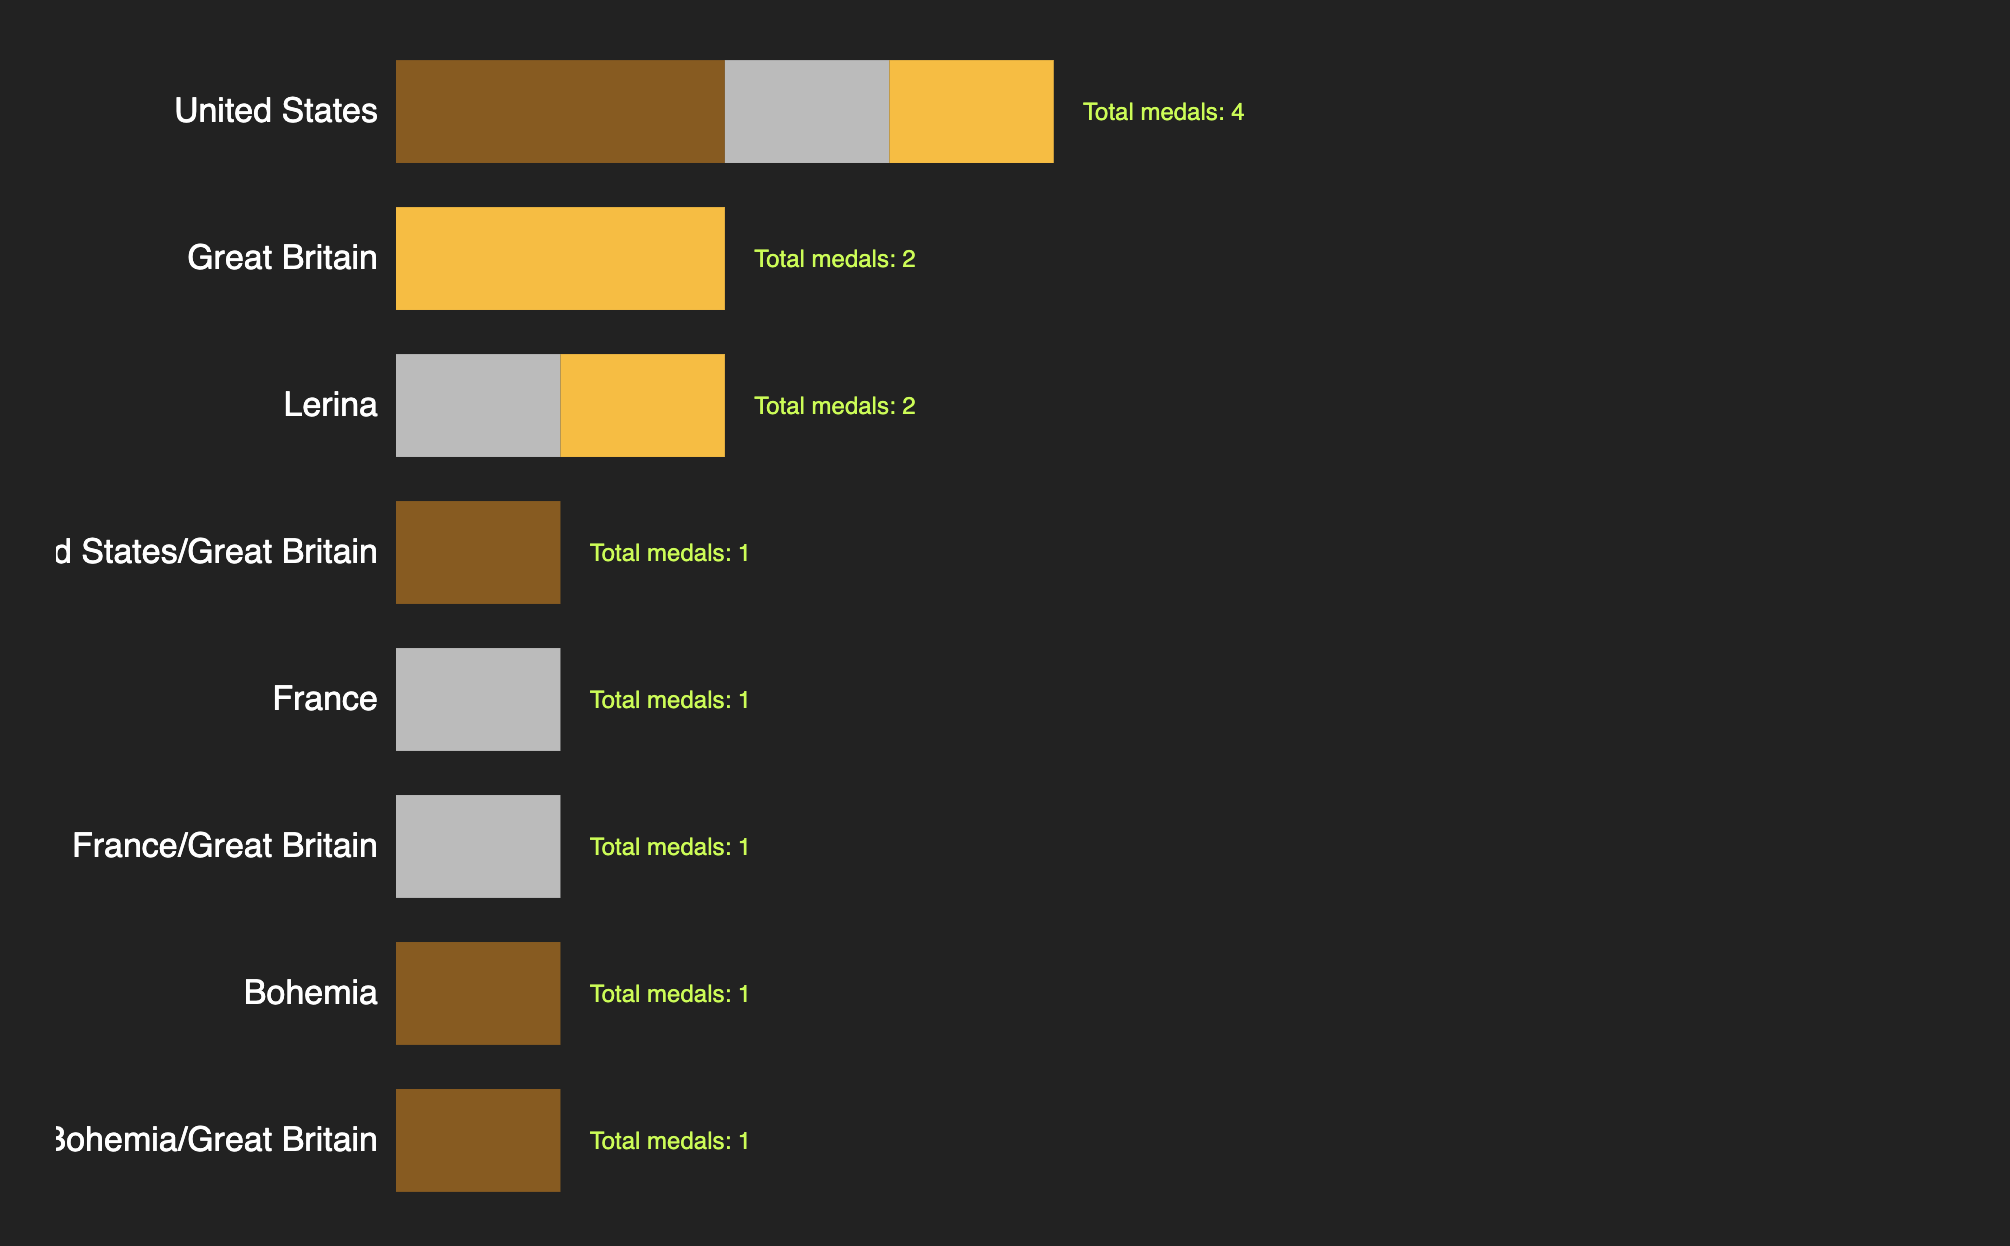 United States
Total medals: 4
Great Britain
Total medals: 2
Lerina
Total medals: 2
d States/Great Britain
Total medals: 1
France
Total medals: 1
France/Great Britain
Total medals: 1
Bohemia
Total medals: 1
Bohemia/Great Britain
Total medals: 1